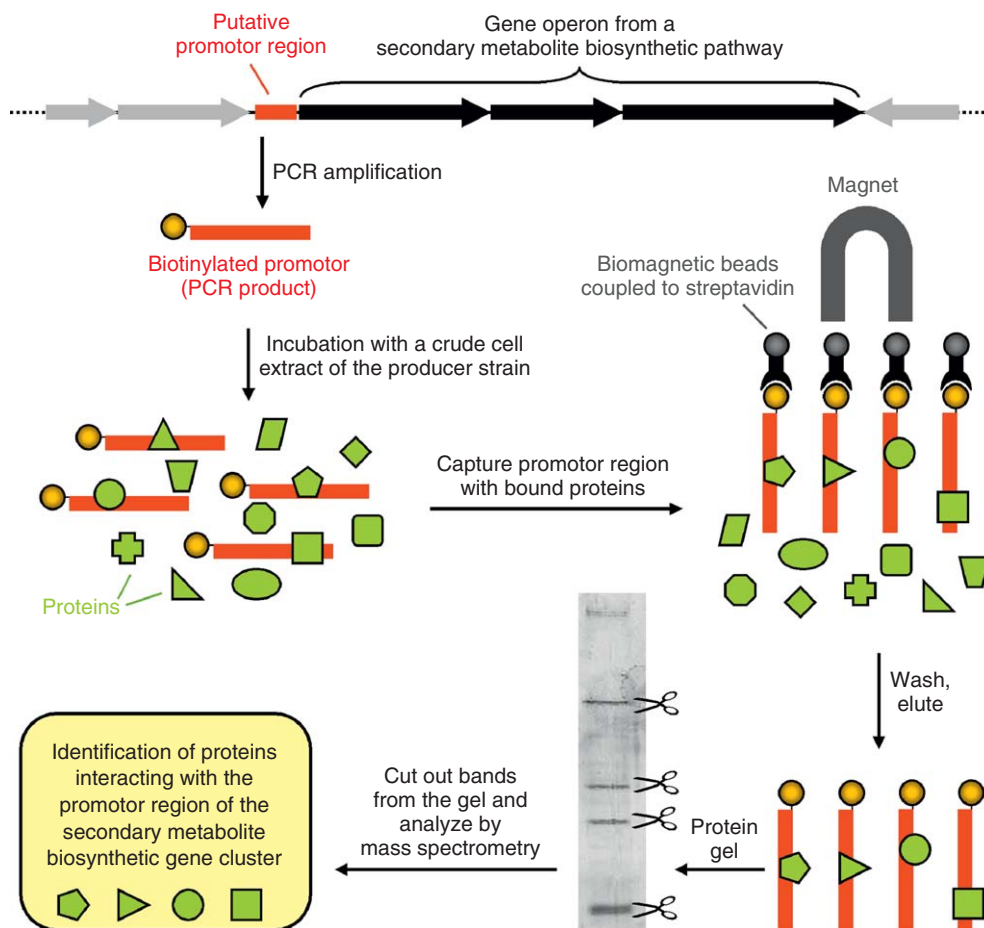 Putative
promotor region
Gene operon from a
secondary metabolite biosynthetic pathway
PCR amplification
Biotinylated promotor
(PCR product)
Magnet
Biomagnetic beads
coupled to streptavidin
Incubation with a crude cell
extract of the producer strain
Capture promotor region
with bound proteins
Proteins
Wash,
elute
Protein
gel
Cut out bands
from the gel and
analyze by
mass spectrometry
Identification of proteins
interacting with the
promotor region of the
secondary metabolite
biosynthetic gene cluster